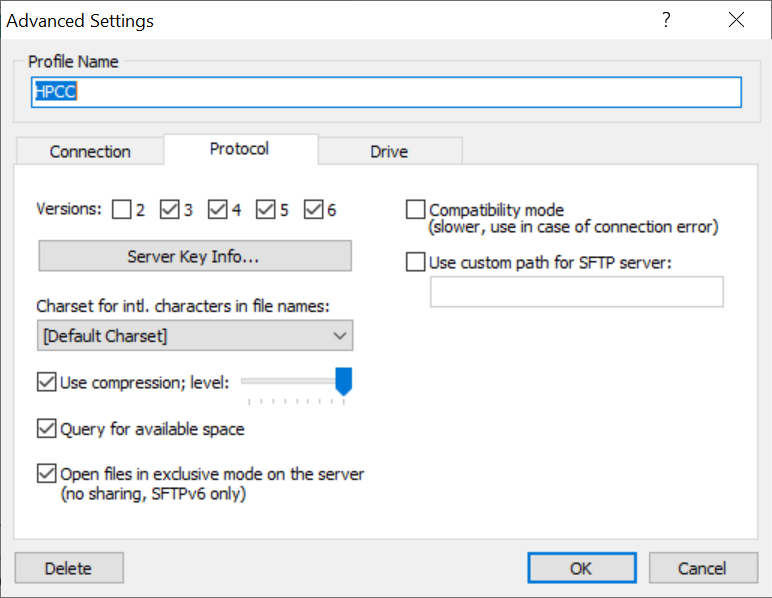 Advanced Settings
?
Profile Name
HPCC
Connection Protocol Drive
Versions: 2 3 4 5 6
Compatibility mode
(slower, use in case of connection error)
Server Key Info...
Use custom path for SFTP server:
Charset for intl. characters in file names:
[Default Charset]
Use compression; level:
Query for available space
Open files in exclusive mode on the server
(no sharing, SFTPv6 only)
Delete OK Cancel